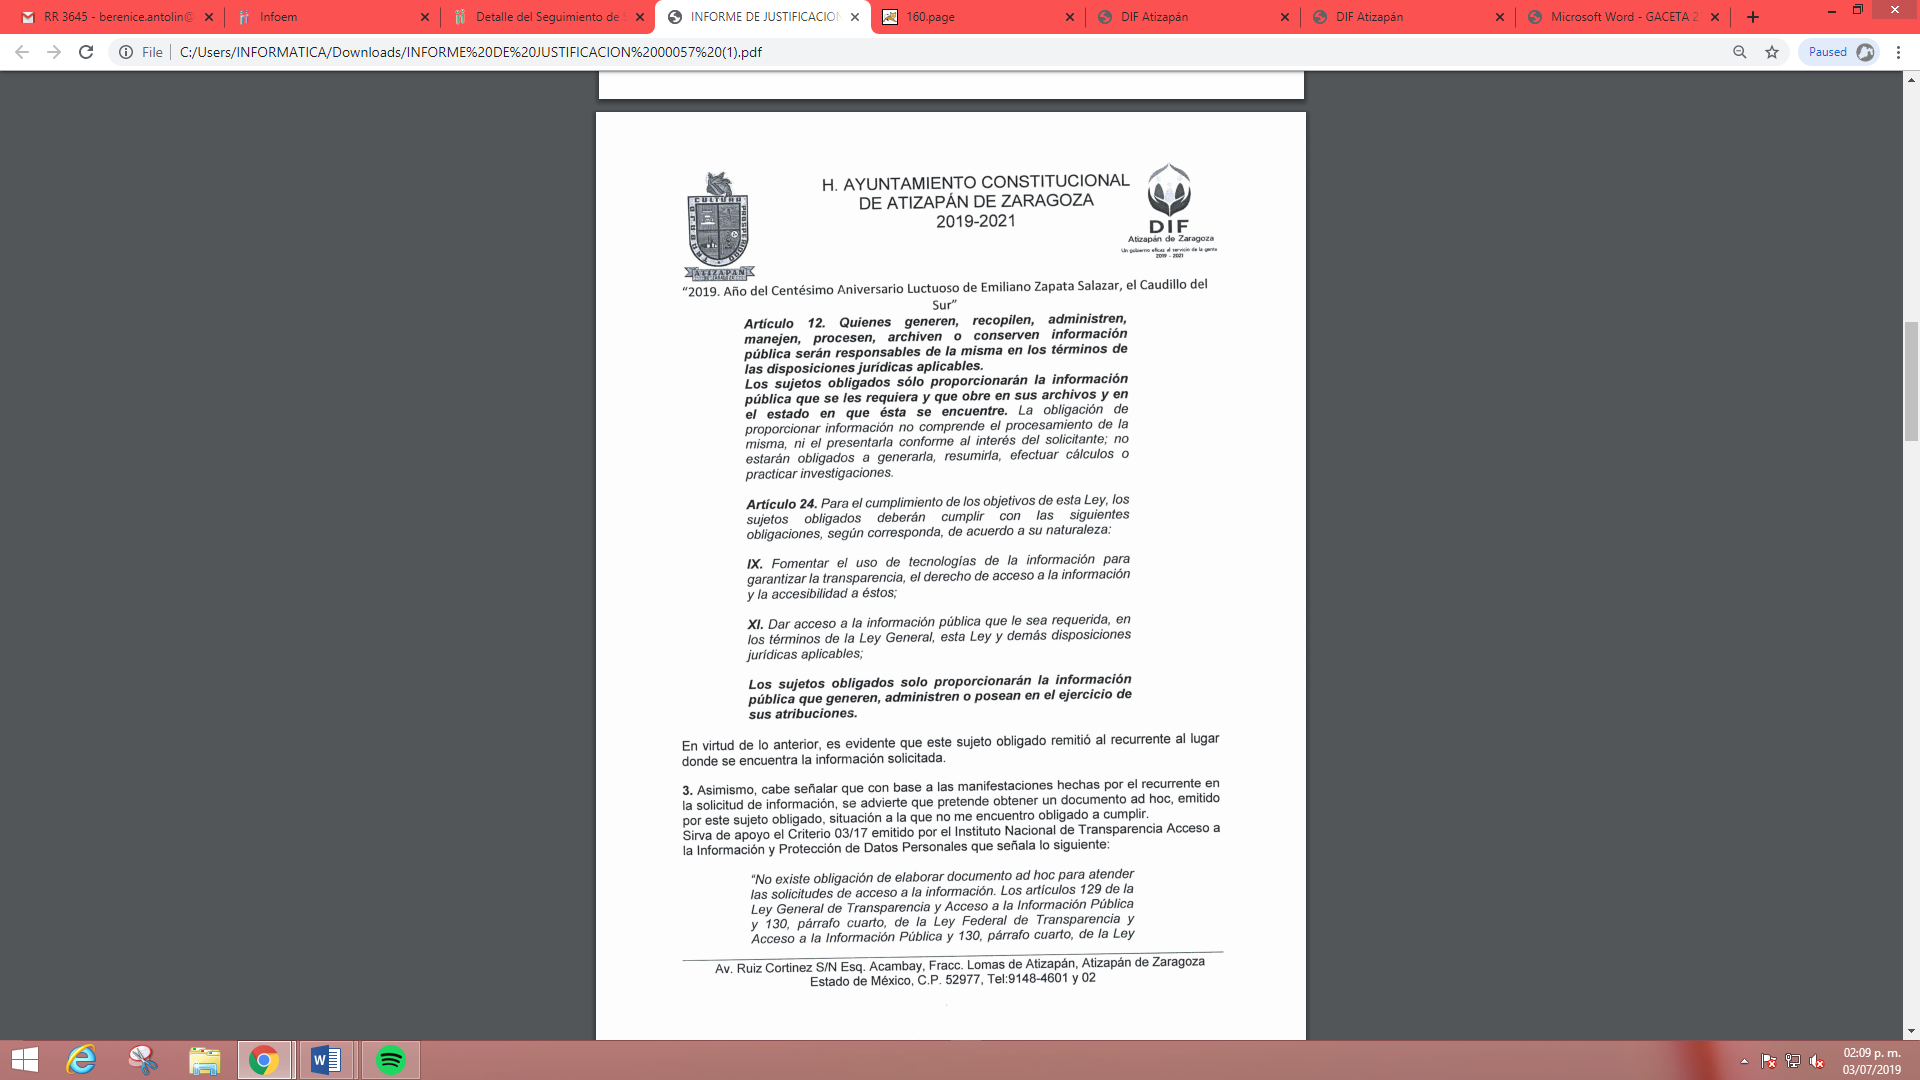 RR 3645 - berenice.antolin@
Infoem
Detalle del Seguimiento de
INFORME DE JUSTIFICACION
160.page
DIF Atizapán
DIF Atizapán
Microsoft Word - GACETA 2
File
C:/Users/INFORMATICA/Downloads/INFORME%20DE%20JUSTIFICACION%2000057%20(1).pdf
Paused
CULTURA
ATIZAPAN
H. AYUNTAMIENTO CONSTITUCIONAL
DE ATIZAPÁN DE ZARAGOZA
2019-2021
DIF
Atizapán de Zaragoza
Un gobierno eficaz al servicio de la gente
2019 - 2021
“2019. Año del Centésimo Aniversario Luctuoso de Emiliano Zapata Salazar, el Caudillo del
Sur”
Artículo 12. Quienes generen, recopilen, administren,
manejen, procesen, archiven o conserven información
pública serán responsables de la misma en los términos de
las disposiciones jurídicas aplicables.
Los sujetos obligados sólo proporcionarán la información
pública que se les requiera y que obre en sus archivos y en
el estado en que ésta se encuentre. La obligación de
proporcionar información no comprende el procesamiento de la
misma, ni el presentarla conforme al interés del solicitante; no
estarán obligados a generarla, resumirla, efectuar cálculos o
practicar investigaciones.
Artículo 24. Para el cumplimiento de los objetivos de esta Ley, los
sujetos obligados deberán cumplir con las siguientes
obligaciones, según corresponda, de acuerdo a su naturaleza:
IX. Fomentar el uso de tecnologías de la información para
garantizar la transparencia, el derecho de acceso a la información
y la accesibilidad a éstos;
XI. Dar acceso a la información pública que le sea requerida, en
los términos de la Ley General, esta Ley y demás disposiciones
jurídicas aplicables;
Los sujetos obligados solo proporcionarán la información
pública que generen, administren o posean en el ejercicio de
sus atribuciones.
En virtud de lo anterior, es evidente que este sujeto obligado remitió al recurrente al lugar
donde se encuentra la información solicitada.
3. Asimismo, cabe señalar que con base a las manifestaciones hechas por el recurrente en
la solicitud de información, se advierte que pretende obtener un documento ad hoc, emitido
por este sujeto obligado, situación a la que no me encuentro obligado a cumplir.
Sirva de apoyo el Criterio 03/17 emitido por el Instituto Nacional de Transparencia Acceso a
la Información y Protección de Datos Personales que señala lo siguiente:
“No existe obligación de elaborar documento ad hoc para atender
las solicitudes de acceso a la información. Los artículos 129 de la
Ley General de Transparencia y Acceso a la Información Pública
y 130, párrafo cuarto, de la Ley Federal de Transparencia y
Acceso a la Información Pública y 130, párrafo cuarto, de la Ley
Av. Ruiz Cortinez S/N Esq. Acambay, Fracc. Lomas de Atizapán, Atizapán de Zaragoza
Estado de México, C.P. 52977, Tel:9148-4601 y 02
02:09 p. m.
03/07/2019